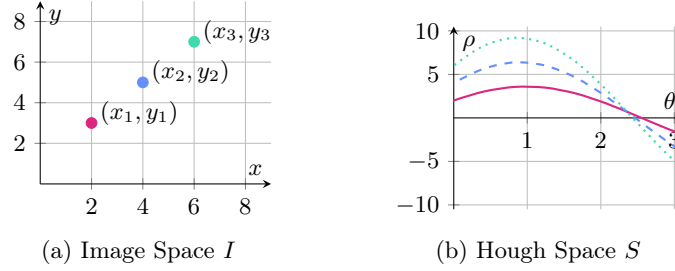 8
6
4
2
2
4
6
8
y
x
(x₁, y₁)
(x₂, y₂)
(x₃, y₃
10
5
−5
−10
1
2
3
ρ
θ
(a) Image Space I
(b) Hough Space S